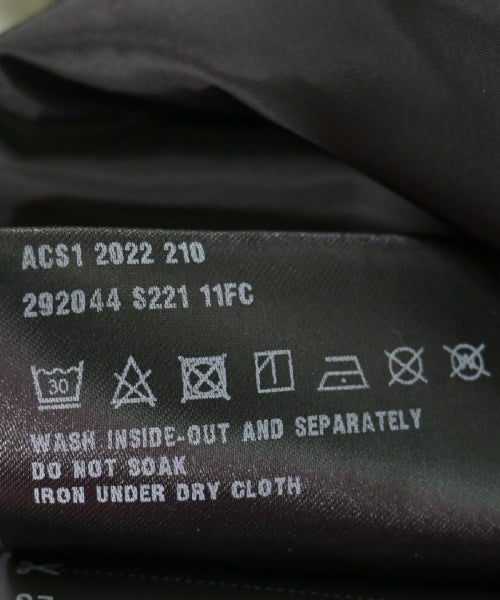 ACS1 2022 210
292044 S221 11FC
30
WASH INSIDE-OUT AND SEPARATELY
DO NOT SOAK
IRON UNDER DRY CLOTH